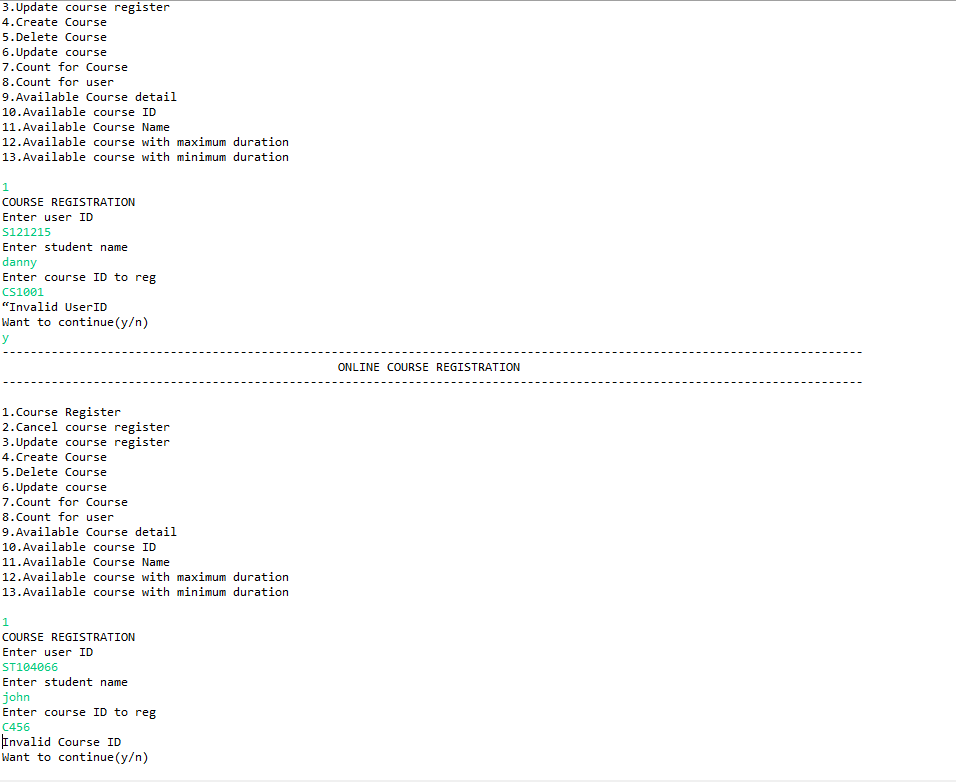 3.Update course register
4.Create Course
5.Delete Course
6.Update course
7.Count for Course
8.Count for user
9.Available Course detail
10.Available course ID
11.Available Course Name
12.Available course with maximum duration
13.Available course with minimum duration
1
COURSE REGISTRATION
Enter user ID
S121215
Enter student name
danny
Enter course ID to reg
CS1001
“Invalid UserID
Want to continue(y/n)
y
---------------------------------------------------------------------------------------------------------------------------
ONLINE COURSE REGISTRATION
---------------------------------------------------------------------------------------------------------------------------
1.Course Register
2.Cancel course register
3.Update course register
4.Create Course
5.Delete Course
6.Update course
7.Count for Course
8.Count for user
9.Available Course detail
10.Available course ID
11.Available Course Name
12.Available course with maximum duration
13.Available course with minimum duration
1
COURSE REGISTRATION
Enter user ID
ST104066
Enter student name
john
Enter course ID to reg
C456
Invalid Course ID
Want to continue(y/n)